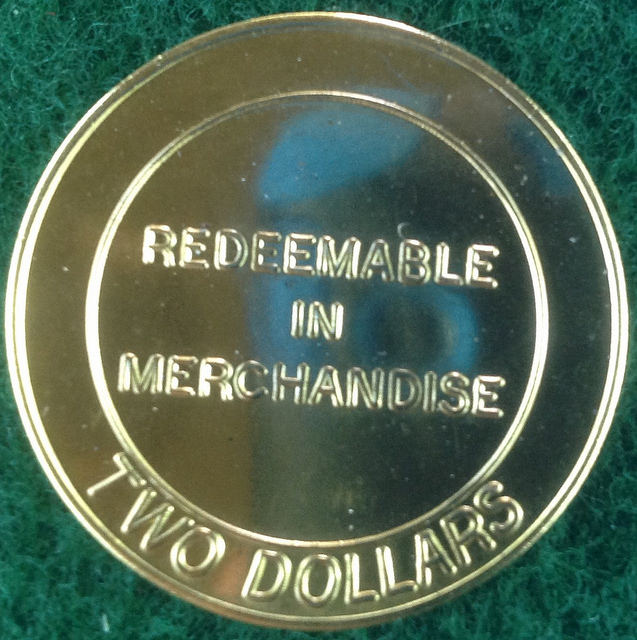 REDEEMABLE
IN
MERCHANDISE
TWO DOLLARS